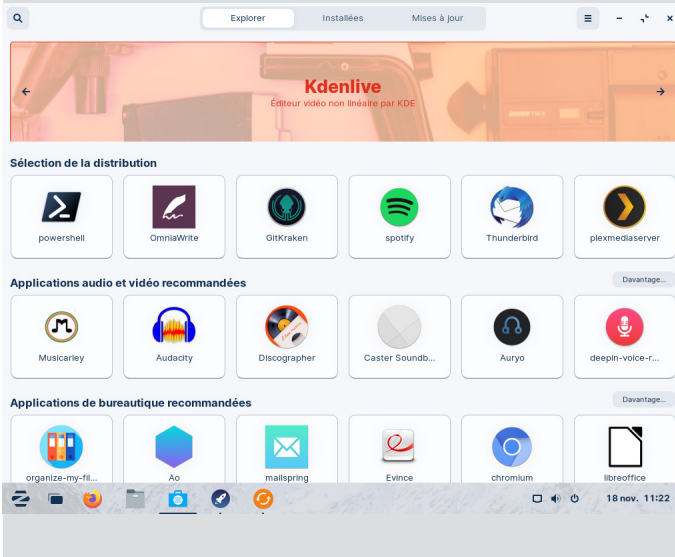 Explorer
Installées
Mises à jour
Kdenlive
Éditeur vidéo non linéaire par KDE
Sélection de la distribution
powershell
OmniaWrite
GitKraken
spotify
Thunderbird
plexmediaserver
Applications audio et vidéo recommandées
Davantage...
Musicarley
Audacity
Discographer
Caster Soundb...
Auryo
deepin-voice-r...
Applications de bureautique recommandées
Davantage...
organize-my-fil...
Ao
mailspring
Evince
chromium
libreoffice
18 nov. 11:22